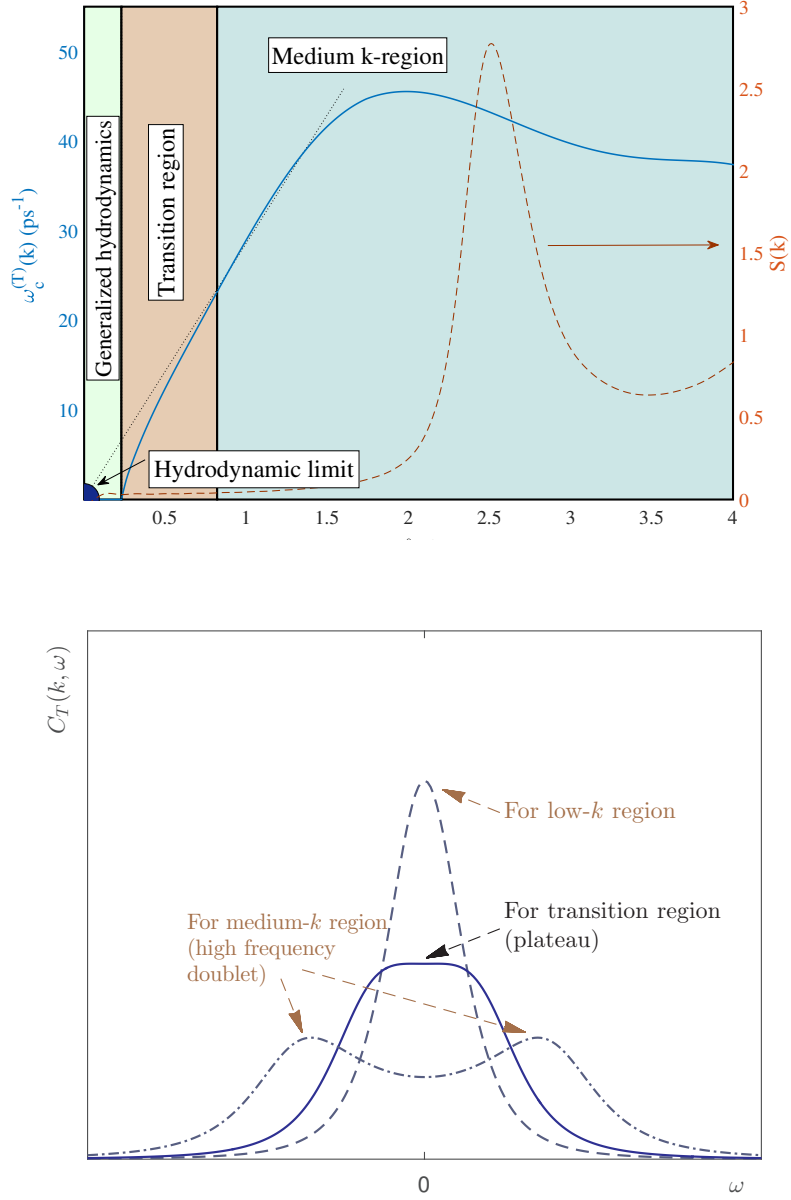 Medium k-region
Generalized hydrodynamics
Transition region
Hydrodynamic limit
ω_c^(T)(k) (ps⁻¹)
50
40
30
20
10
3
2.5
2
1.5
1
0.5
0
S(k)
0.5
1
1.5
2
2.5
3
3.5
4
C_T(k, ω)
For low-k region
For medium-k region
(high frequency
doublet)
For transition region
(plateau)
0
ω